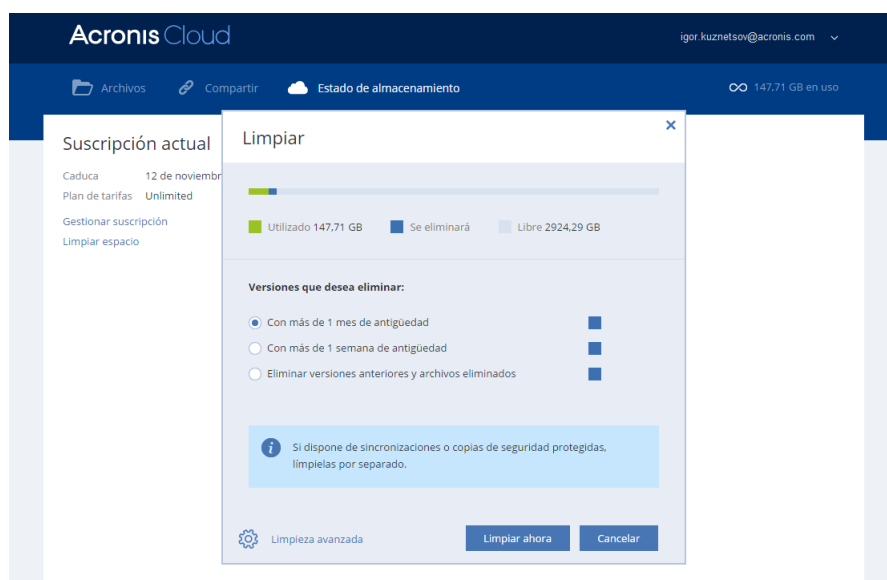 Acronis Cloud
igor.kuznetsov@acronis.com
Archivos
Compartir
Estado de almacenamiento
147,71 GB en uso
Suscripción actual
Caduca 12 de noviembr
Plan de tarifas Unlimited
Gestionar suscripción
Limpiar espacio
Limpiar
Utilizado 147,71 GB
Se eliminará
Libre 2924,29 GB
Versiones que desea eliminar:
Con más de 1 mes de antigüedad
Con más de 1 semana de antigüedad
Eliminar versiones anteriores y archivos eliminados
Si dispone de sincronizaciones o copias de seguridad protegidas,
límpielas por separado.
Limpieza avanzada
Limpiar ahora
Cancelar